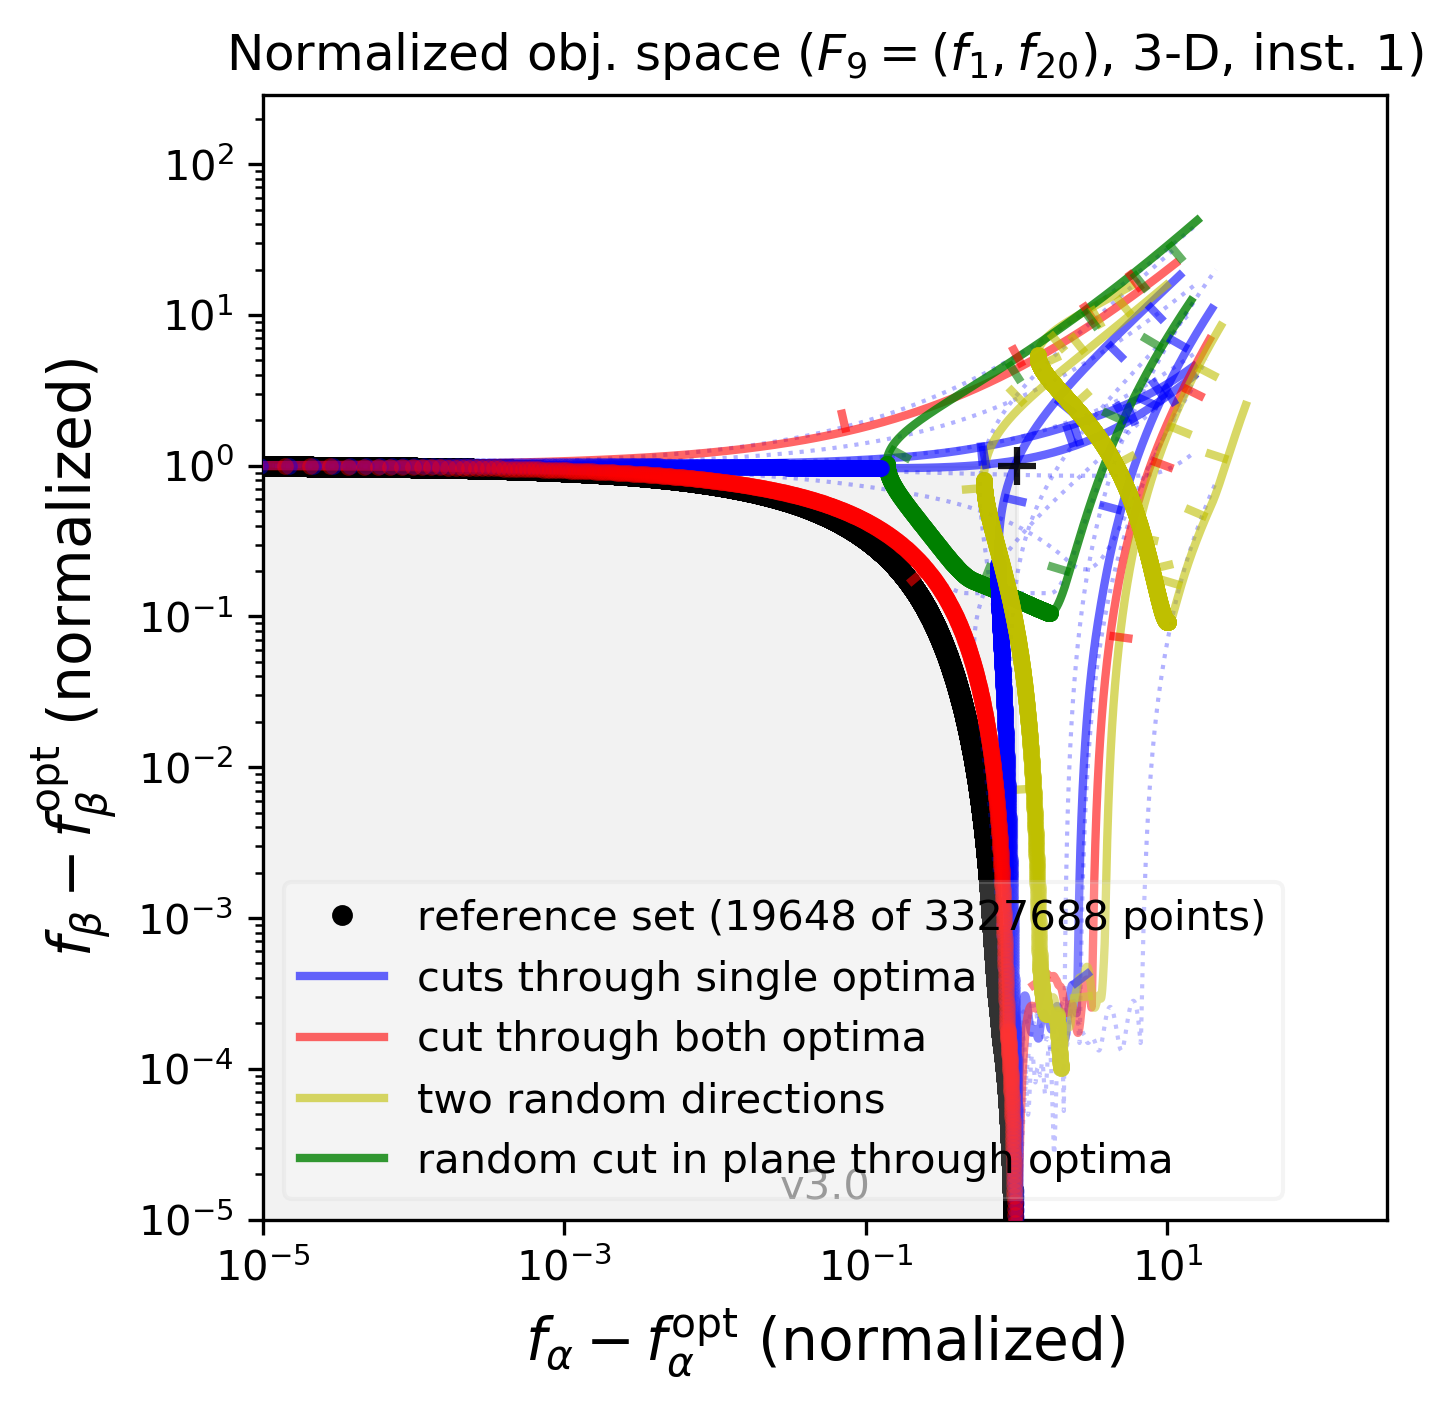 Normalized obj. space (F₉ = (f₁, f₂₀), 3-D, inst. 1)
10²
10¹
10⁰
10⁻¹
10⁻²
10⁻³
10⁻⁴
10⁻⁵
f_β − f_β^opt (normalized)
reference set (19648 of 3327688 points)
cuts through single optima
cut through both optima
two random directions
random cut in plane through optima
v3.0
10⁻⁵ 10⁻³ 10⁻¹ 10¹
f_α − f_α^opt (normalized)